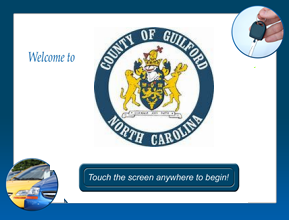 Welcome to
COUNTY OF GUILFORD
NORTH CAROLINA
Touch the screen anywhere to begin!